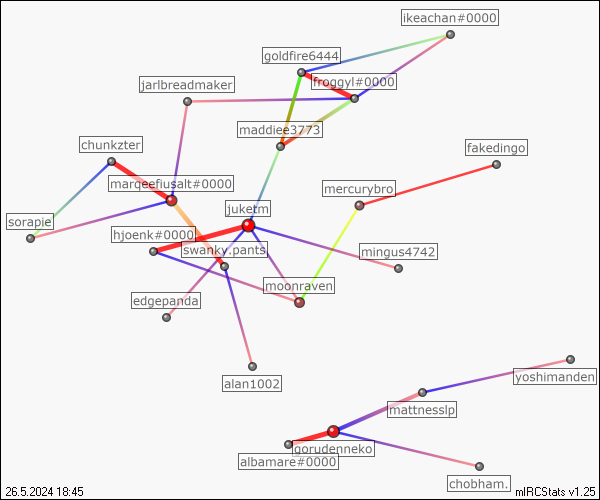 ikeachan#0000
goldfire6444
froggyl#0000
jarlbreadmaker
maddiee3773
chunkzter
fakedingo
marqeefiusalt#0000
mercurybro
juketm
sorapie
hjoenk#0000
swanky.pants.
mingus4742
moonraven
edgepanda
yoshimanden
alan1002
mattnesslp
gorudenneko
albamare#0000
chobham.
26.5.2024 18:45
mIRCStats v1.25